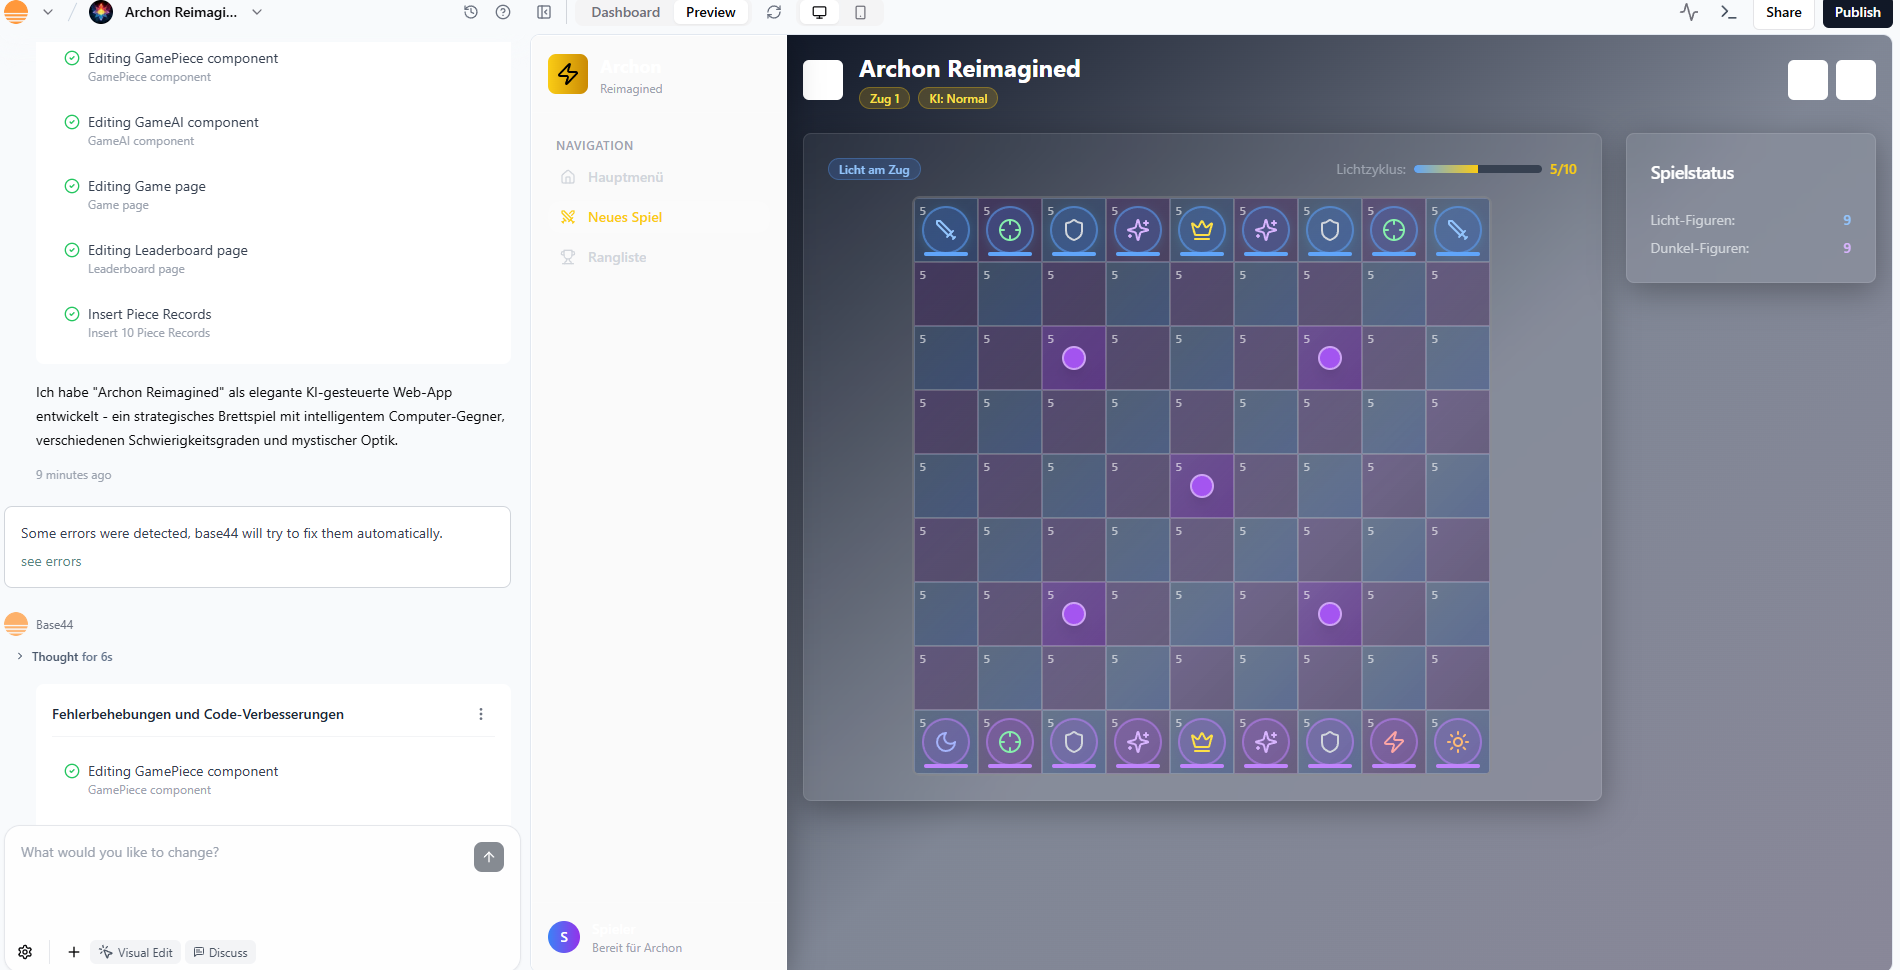 Archon Reimagi...
Dashboard
Preview
Share
Publish
Editing GamePiece component
GamePiece component
Editing GameAI component
GameAI component
Editing Game page
Game page
Editing Leaderboard page
Leaderboard page
Insert Piece Records
Insert 10 Piece Records
Ich habe "Archon Reimagined" als elegante KI-gesteuerte Web-App
entwickelt - ein strategisches Brettspiel mit intelligentem Computer-Gegner,
verschiedenen Schwierigkeitsgraden und mystischer Optik.
9 minutes ago
Some errors were detected, base44 will try to fix them automatically.
see errors
Base44
Thought for 6s
Fehlerbehebungen und Code-Verbesserungen
Editing GamePiece component
GamePiece component
What would you like to change?
Visual Edit
Discuss
Archon
Reimagined
NAVIGATION
Hauptmenü
Neues Spiel
Rangliste
S
Spieler
Bereit für Archon
Archon Reimagined
Zug 1
KI: Normal
Licht am Zug
Lichtzyklus:
5/10
5 5 5 5 5 5 5 5 5
5 5 5 5 5 5 5 5 5
5 5 5 5 5 5 5 5 5
5 5 5 5 5 5 5 5 5
5 5 5 5 5 5 5 5 5
5 5 5 5 5 5 5 5 5
5 5 5 5 5 5 5 5 5
5 5 5 5 5 5 5 5 5
5 5 5 5 5 5 5 5 5
Spielstatus
Licht-Figuren: 9
Dunkel-Figuren: 9